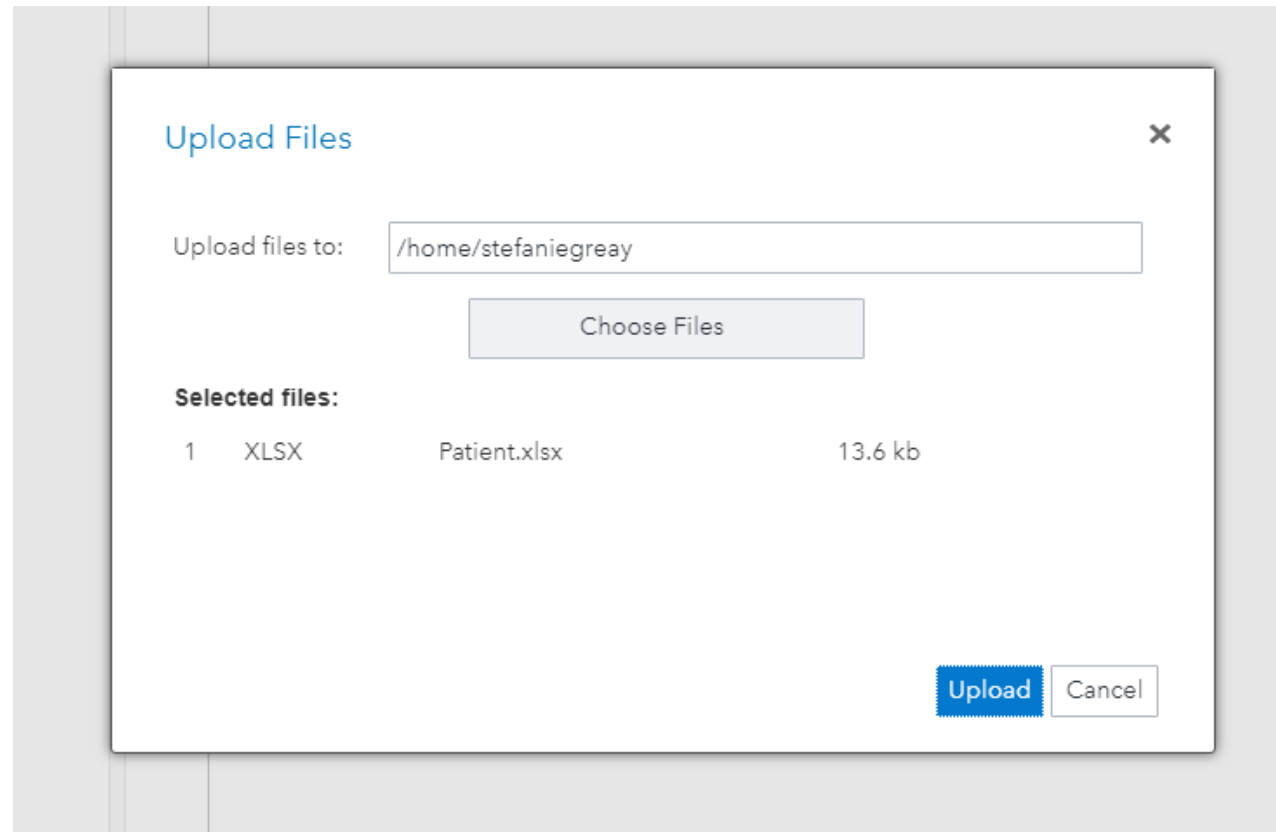 Upload Files
Upload files to: /home/stefaniegreay
Choose Files
Selected files:
1 XLSX Patient.xlsx 13.6 kb
Upload Cancel